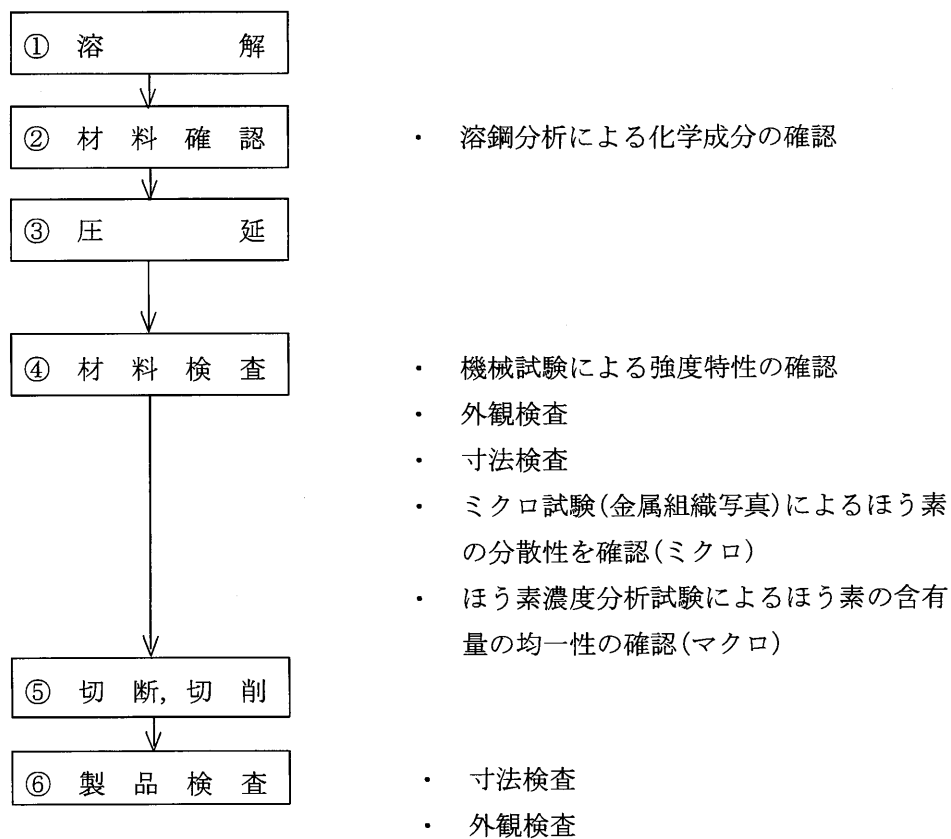 ① 溶解
② 材料確認
・ 溶鋼分析による化学成分の確認
③ 圧延
④ 材料検査
・ 機械試験による強度特性の確認
・ 外観検査
・ 寸法検査
・ ミクロ試験(金属組織写真)によるほう素
の分散性を確認(ミクロ)
・ ほう素濃度分析試験によるほう素の含有
量の均一性の確認(マクロ)
⑤ 切断,切削
⑥ 製品検査
・ 寸法検査
・ 外観検査